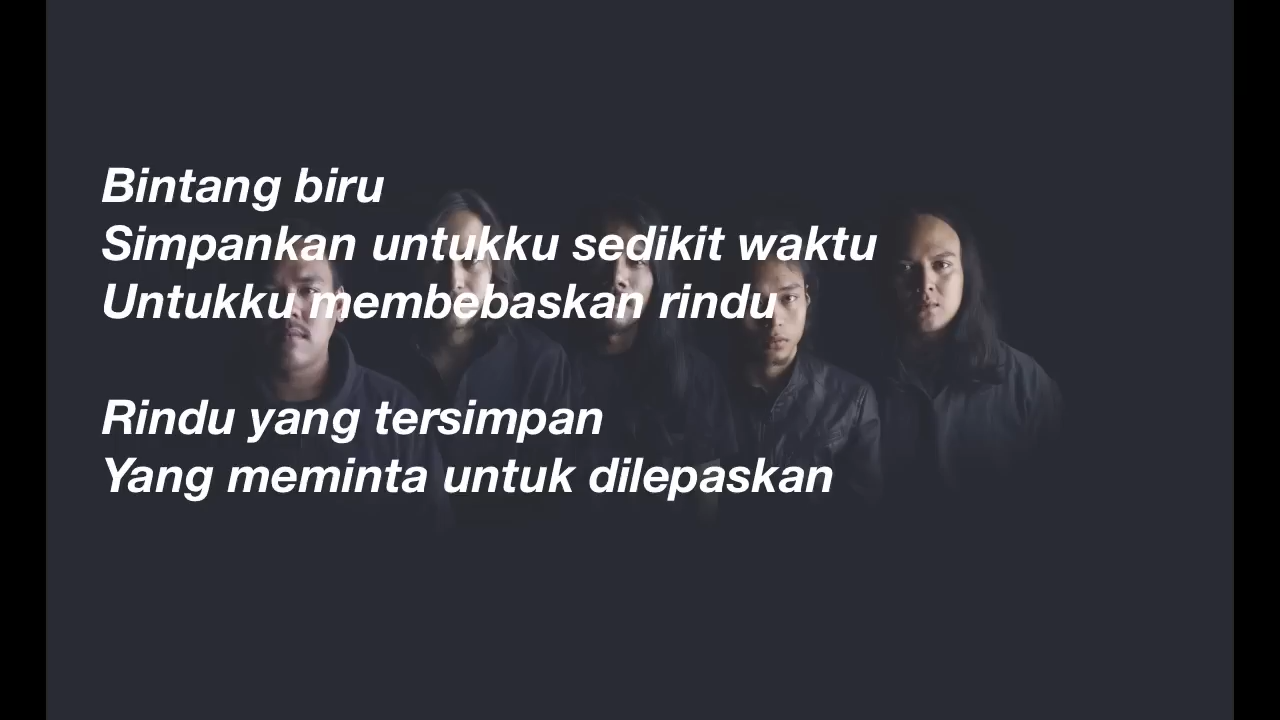 Bintang biru
Simpankan untukku sedikit waktu
Untukku membebaskan rindu
Rindu yang tersimpan
Yang meminta untuk dilepaskan